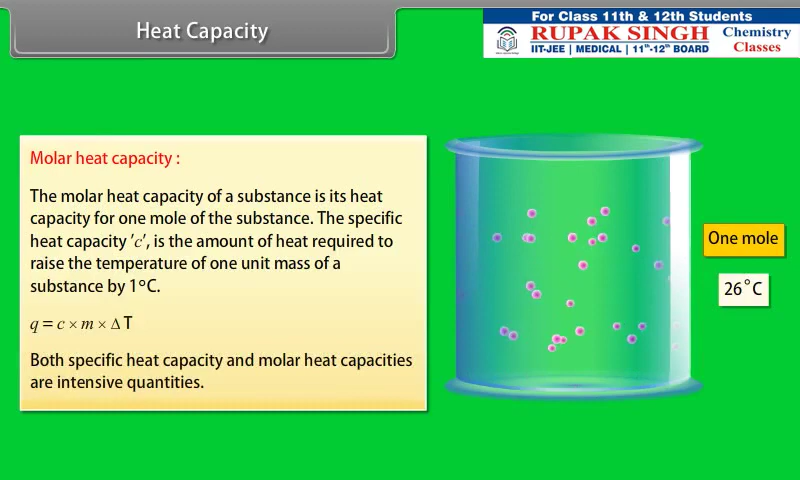 Heat Capacity
For Class 11th & 12th Students
RUPAK SINGH
Chemistry
Classes
IIT-JEE | MEDICAL | 11th-12th BOARD
Molar heat capacity :
The molar heat capacity of a substance is its heat
capacity for one mole of the substance. The specific
heat capacity ‘c’, is the amount of heat required to
raise the temperature of one unit mass of a
substance by 1°C.
q = c × m × Δ T
Both specific heat capacity and molar heat capacities
are intensive quantities.
One mole
26°C